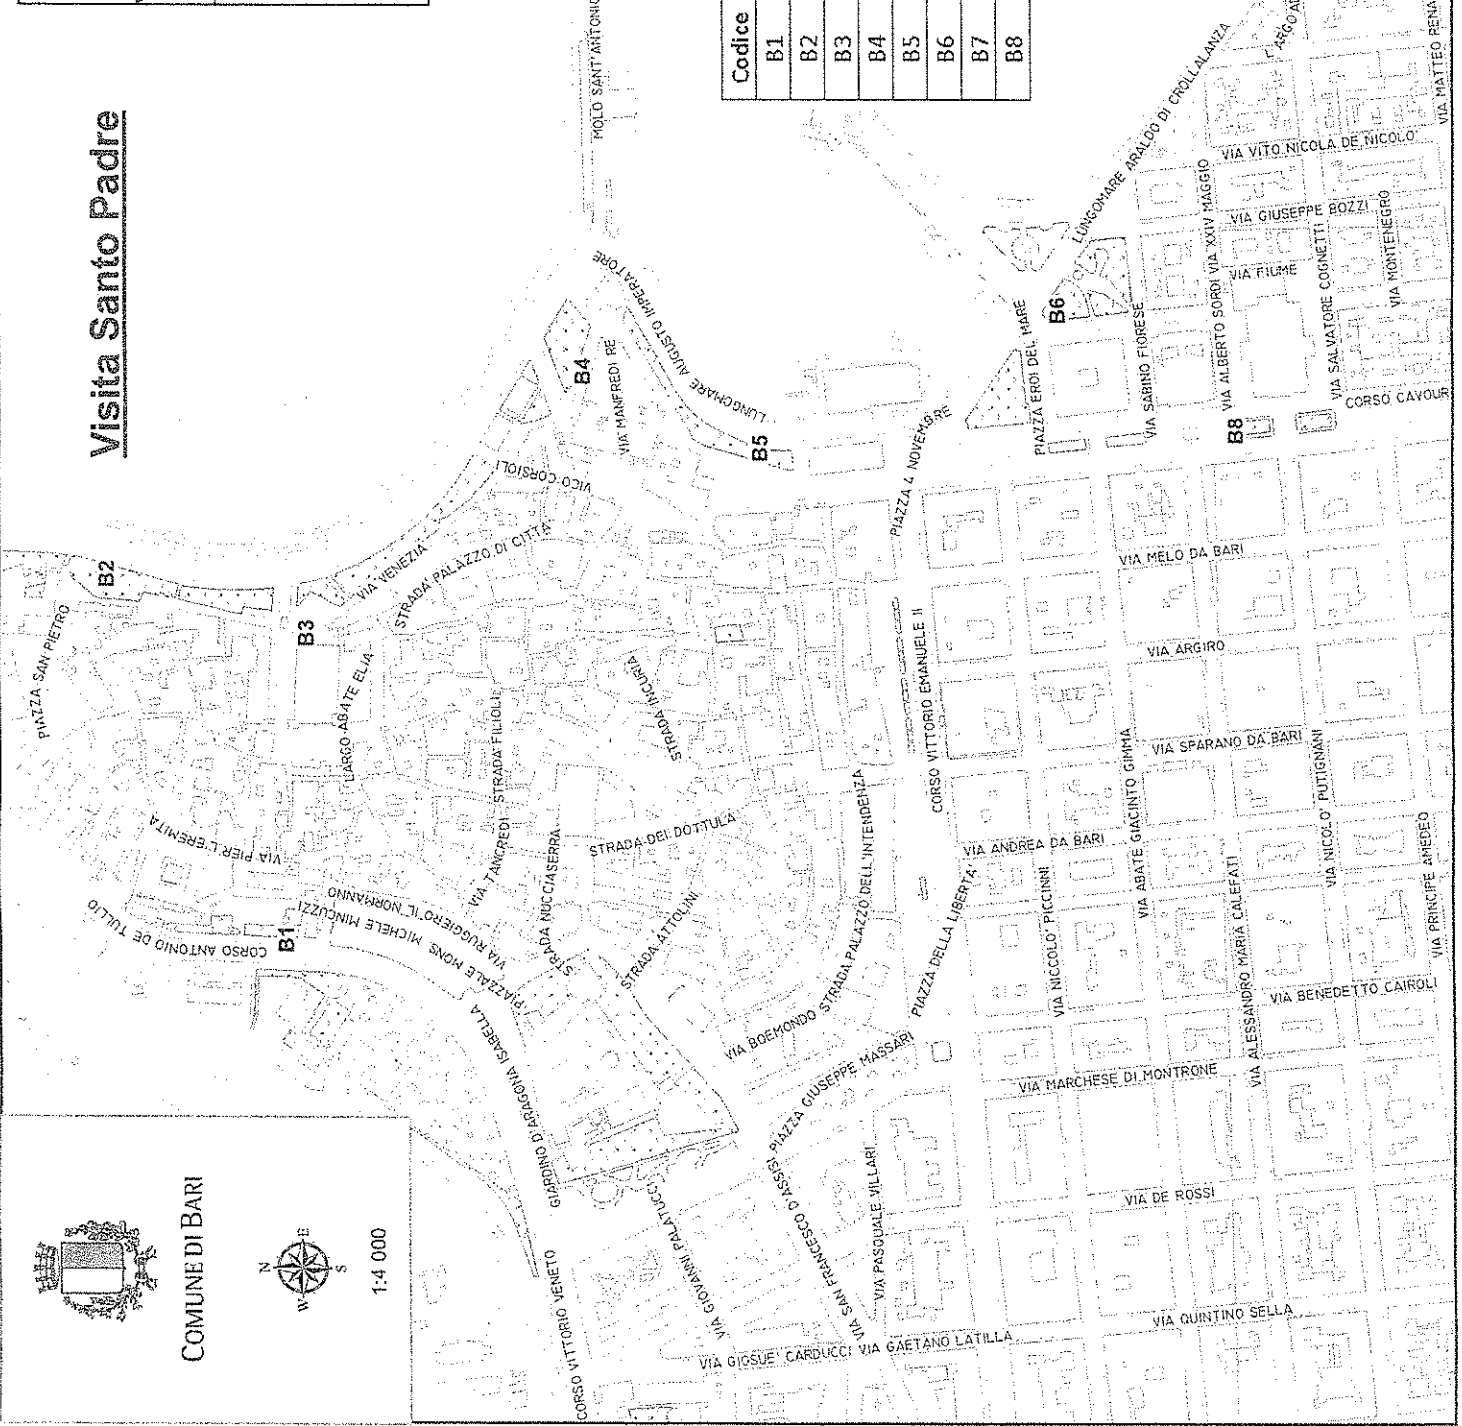 COMUNE DI BARI
N
W
E
S
1:4 000
Visita Santo Padre
Codice
B1
B2
B3
B4
B5
B6
B7
B8
PIAZZA SAN PIETRO
B2
B3
B1
B4
B5
B6
B8
MOLO SANT'ANTONIO
VIA VENEZIA
STRADA PALAZZO DI CITTA'
VICO CORSIOLI
VIA MANFREDI RE
LUNGOMARE AUGUSTO IMPERATORE
LARGO ABATE ELIA
VIA PIER L'EREMITA
CORSO ANTONIO DE TULLIO
VIA RUGGIERO IL NORMANNO
PIAZZALE MONS. MICHELE MINCUZZI
VIA TANCREDI
STRADA FILIOLI
STRADA NOCCIASERRA
STRADA INCURIA
STRADA DEI DOTTULA
STRADA ATTOLINI
GIARDINO D'ARAGONA ISABELLA
CORSO VITTORIO VENETO
VIA GIOVANNI PALATUCCI
VIA BOEMONDO
STRADA PALAZZO DELL'INTENDENZA
VIA SAN FRANCESCO D'ASSISI
PIAZZA GIUSEPPE MASSARI
PIAZZA DELLA LIBERTA'
CORSO VITTORIO EMANUELE II
PIAZZA 4 NOVEMBRE
PIAZZA EROI DEL MARE
LUNGOMARE ARALDO DI CROLLALANZA
VIA PASQUALE VILLARI
VIA GIOSUE' CARDUCCI
VIA GAETANO LATILLA
VIA QUINTINO SELLA
VIA DE ROSSI
VIA MARCHESE DI MONTRONE
VIA BENEDETTO CAIROLI
VIA ANDREA DA BARI
VIA SPARANO DA BARI
VIA ARGIRO
VIA MELO DA BARI
VIA NICCOLO' PICCINNI
VIA ABATE GIACINTO GIMMA
VIA ALESSANDRO MARIA CALEFATI
VIA NICOLO' PUTIGNANI
VIA PRINCIPE AMEDEO
VIA SABINO FIORESE
VIA ALBERTO SORDI
VIA XXIV MAGGIO
VIA SALVATORE COGNETTI
CORSO CAVOUR
VIA FIUME
VIA MONTENEGRO
VIA GIUSEPPE BOZZI
VIA VITO NICOLA DE NICOLO'
VIA MATTEO RENA